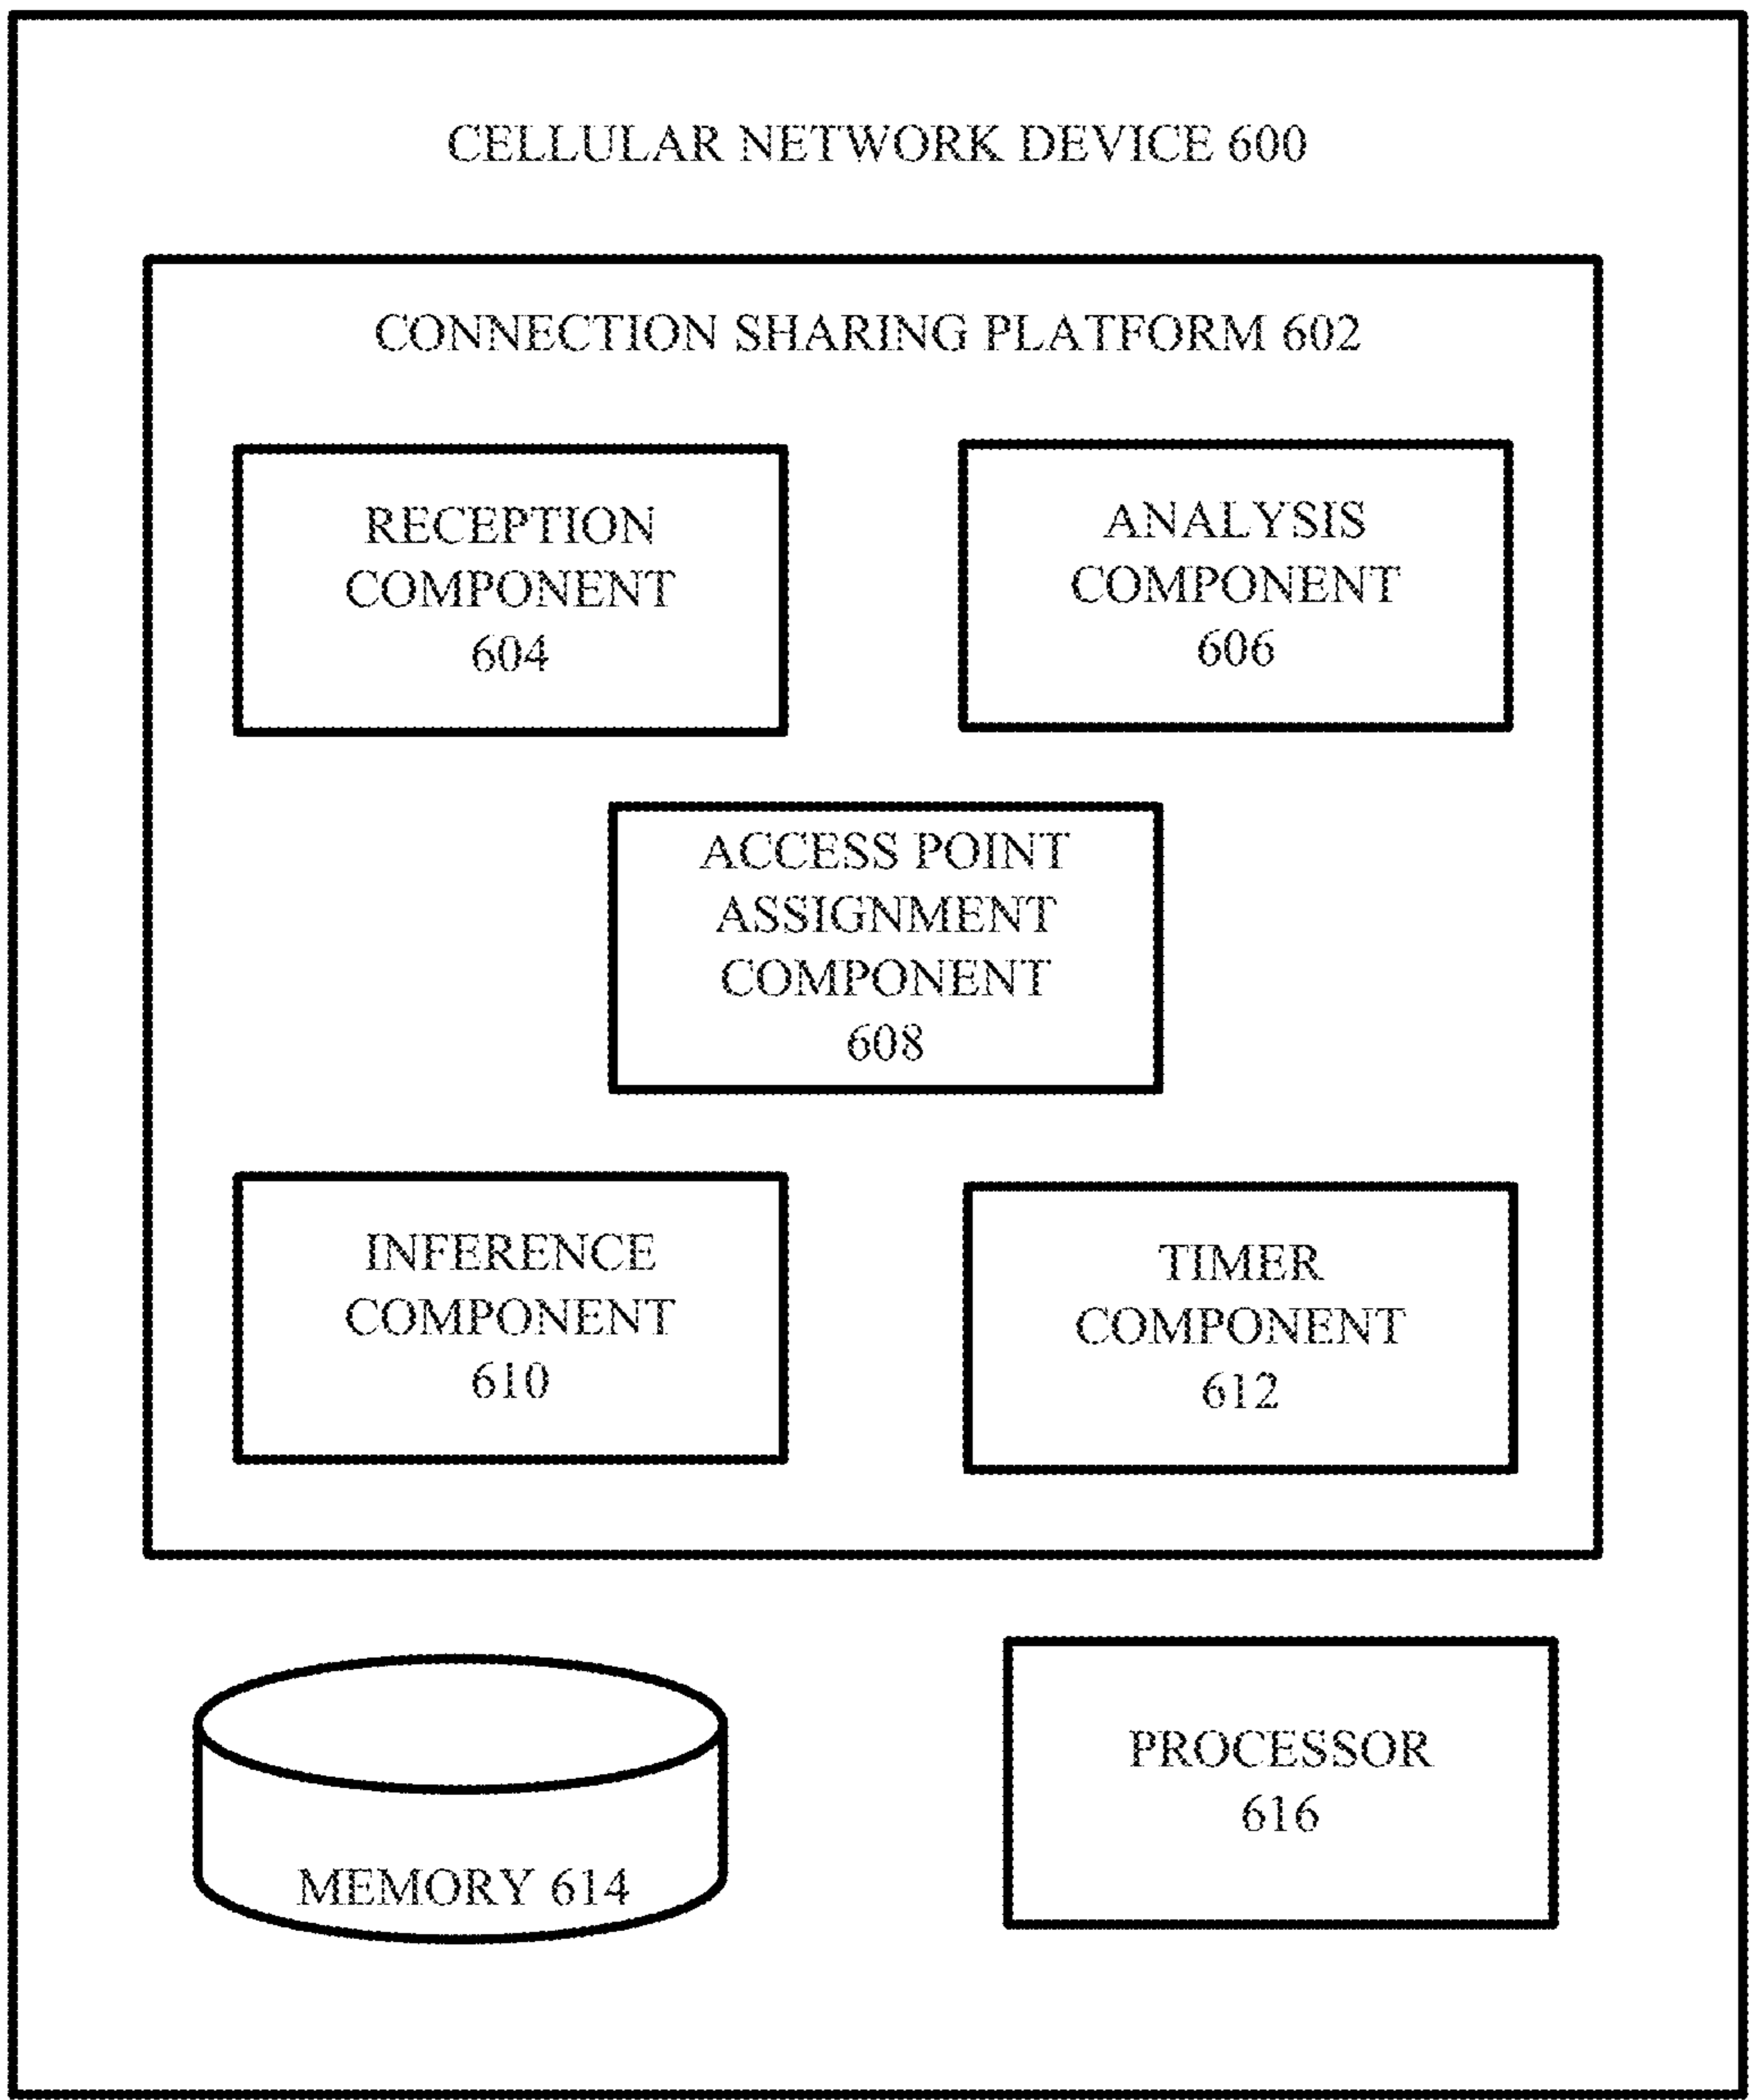 CELLULAR NETWORK DEVICE 600
CONNECTION SHARING PLATFORM 602
RECEPTION
COMPONENT
604
ANALYSIS
COMPONENT
606
ACCESS POINT
ASSIGNMENT
COMPONENT
608
INFERENCE
COMPONENT
610
TIMER
COMPONENT
612
MEMORY 614
PROCESSOR
616